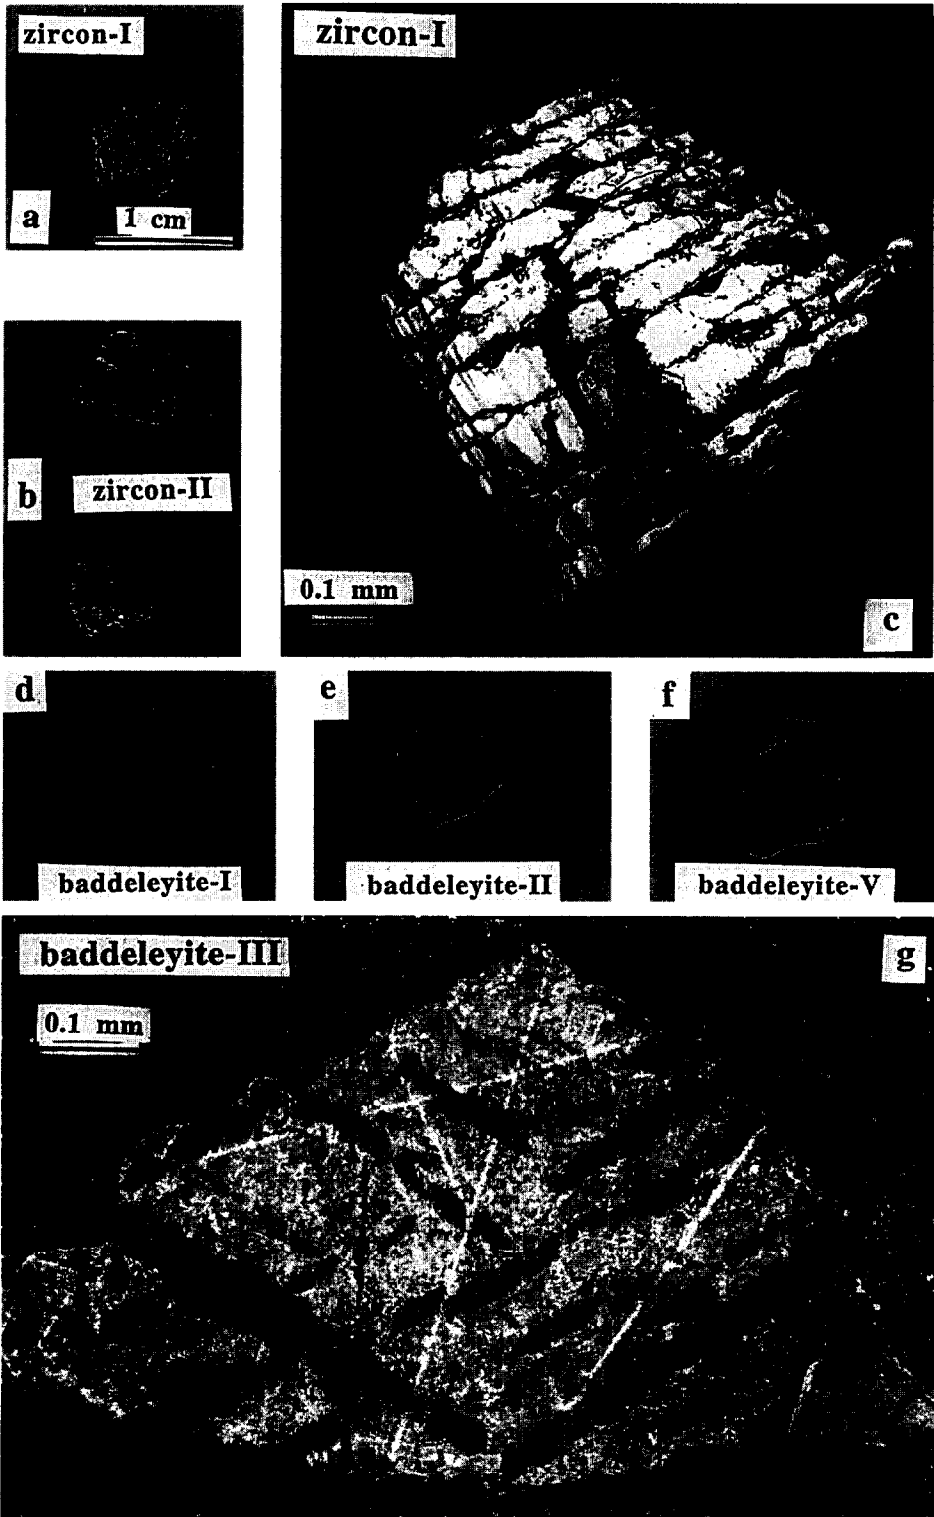 zircon-I
a
1 cm
zircon-I
0.1 mm
c
b
zircon-II
d
baddeleyite-I
e
baddeleyite-II
f
baddeleyite-V
baddeleyite-III
g
0.1 mm